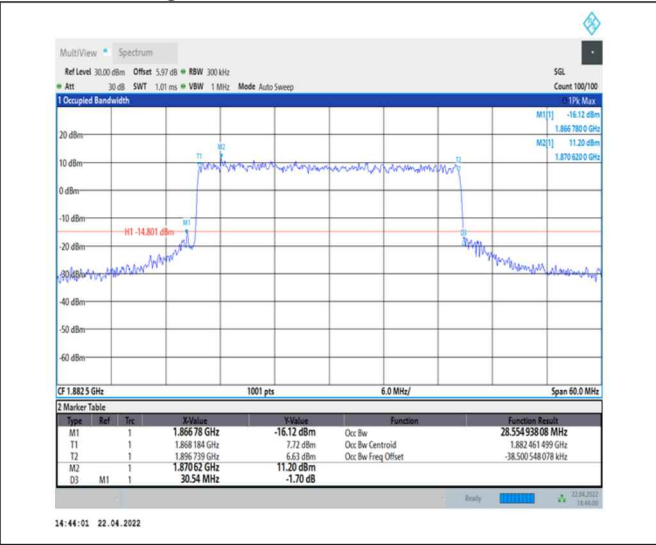 MultiView Spectrum
Ref Level 30.00 dBm Offset 5.97 dB RBW 300 kHz SGL
Att 30 dB SWT 1.01 ms VBW 1 MHz Mode Auto Sweep Count 100/100
1 Occupied Bandwidth 1Pk Max
M1[1] -16.12 dBm
1.866 780 0 GHz
M2[1] 11.20 dBm
1.870 620 0 GHz
20 dBm
M2
T1 T2
10 dBm
0 dBm
-10 dBm
M1
H1 -14.801 dBm
D3
-20 dBm
-30 dBm
-40 dBm
-50 dBm
-60 dBm
CF 1.882 5 GHz 1001 pts 6.0 MHz/ Span 60.0 MHz
2 Marker Table
Type Ref Trc X-Value Y-Value Function Function Result
M1 1 1.866 78 GHz -16.12 dBm Occ Bw 28.554 938 08 MHz
T1 1 1.868 184 GHz 7.72 dBm Occ Bw Centroid 1.882 461 499 GHz
T2 1 1.896 739 GHz 6.63 dBm Occ Bw Freq Offset -38.500 548 078 kHz
M2 1 1.870 62 GHz 11.20 dBm
D3 M1 1 30.54 MHz -1.70 dB
Ready 22.04.2022
14:44:00
14:44:01 22.04.2022